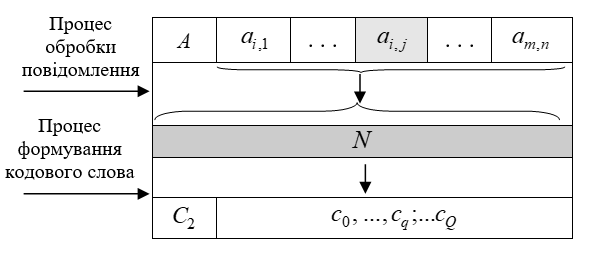 Процес
обробки
повідомлення
A a_{i,1} ... a_{i,j} ... a_{m,n}
Процес
формування
кодового слова
N
C_2 c_0, ..., c_q;...c_Q